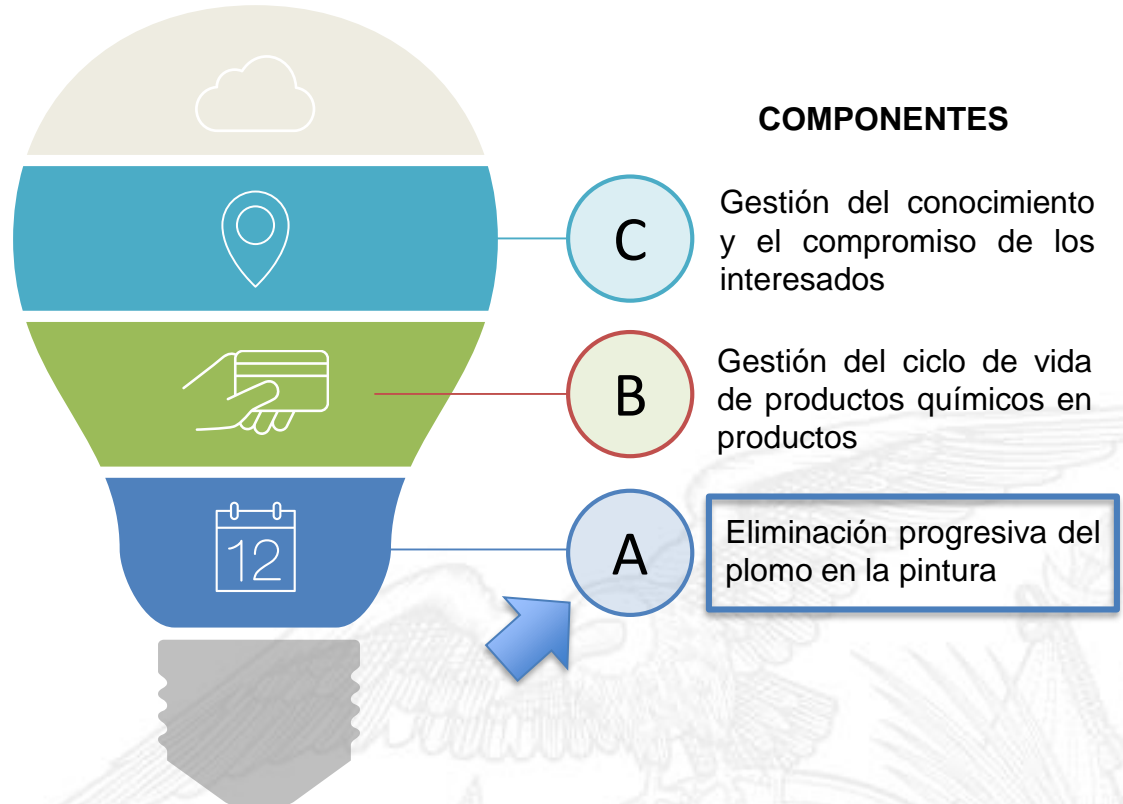 COMPONENTES
C
Gestión del conocimiento
y el compromiso de los
interesados
B
Gestión del ciclo de vida
de productos químicos en
productos
12
A
Eliminación progresiva del
plomo en la pintura